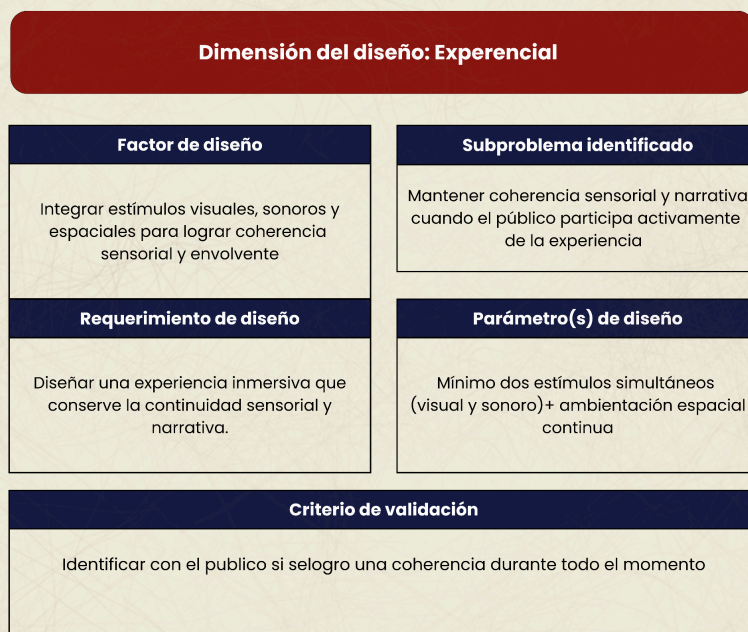 Dimensión del diseño: Experencial
Factor de diseño
Integrar estímulos visuales, sonoros y
espaciales para lograr coherencia
sensorial y envolvente
Subproblema identificado
Mantener coherencia sensorial y narrativa
cuando el público participa activamente
de la experiencia
Requerimiento de diseño
Diseñar una experiencia inmersiva que
conserve la continuidad sensorial y
narrativa.
Parámetro(s) de diseño
Mínimo dos estímulos simultáneos
(visual y sonoro)+ ambientación espacial
continua
Criterio de validación
Identificar con el publico si selogro una coherencia durante todo el momento